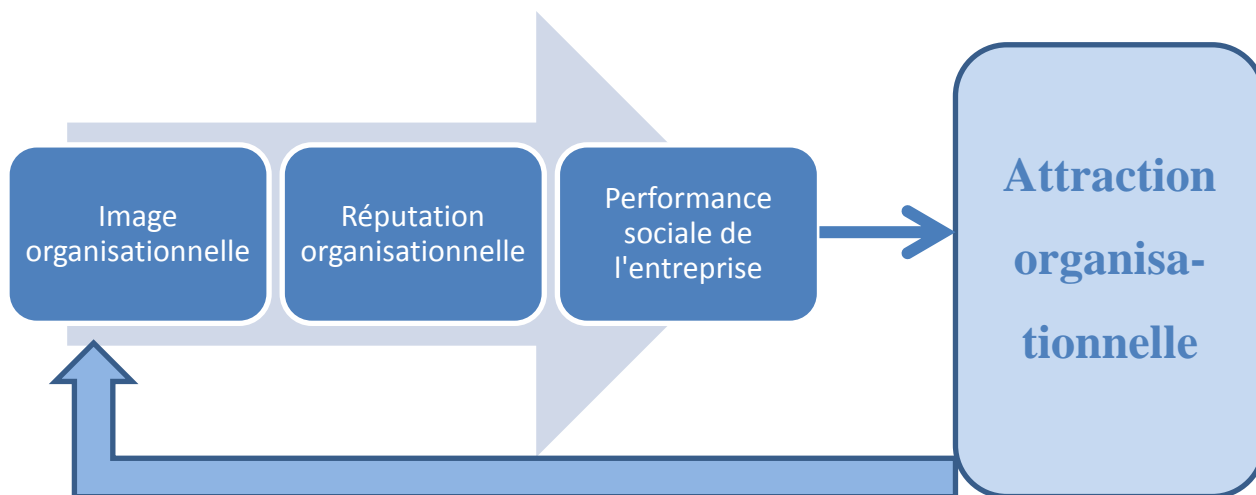 Image
organisationnelle
Réputation
organisationnelle
Performance
sociale de
l'entreprise
Attraction
organisa-
tionnelle